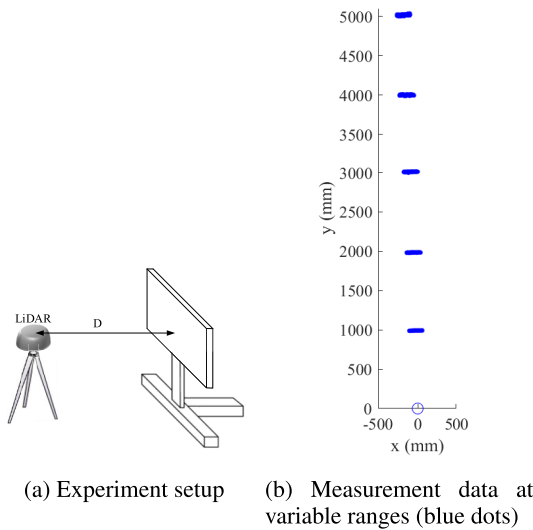 LiDAR
D
5000
4500
4000
3500
3000
2500
2000
1500
1000
500
0
y (mm)
-500 0 500
x (mm)
(a) Experiment setup
(b) Measurement data at
variable ranges (blue dots)